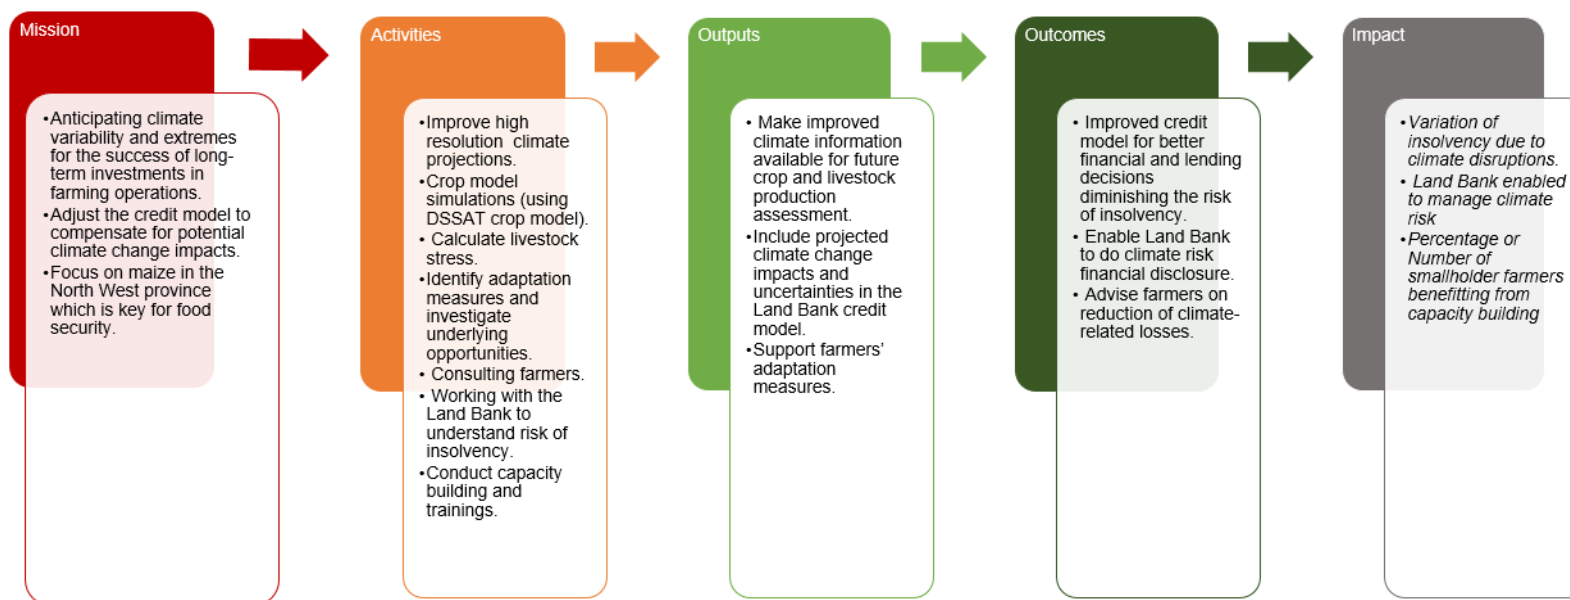 Mission
•Anticipating climate
variability and extremes
for the success of long-
term investments in
farming operations.
•Adjust the credit model to
compensate for potential
climate change impacts.
•Focus on maize in the
North West province
which is key for food
security.
Activities
•Improve high
resolution climate
projections.
•Crop model
simulations (using
DSSAT crop model).
• Calculate livestock
stress.
•Identify adaptation
measures and
investigate
underlying
opportunities.
• Consulting farmers.
• Working with the
Land Bank to
understand risk of
insolvency.
•Conduct capacity
building and
trainings.
Outputs
• Make improved
climate information
available for future
crop and livestock
production
assessment.
•Include projected
climate change
impacts and
uncertainties in the
Land Bank credit
model.
•Support farmers’
adaptation
measures.
Outcomes
• Improved credit
model for better
financial and lending
decisions
diminishing the risk
of insolvency.
• Enable Land Bank
to do climate risk
financial disclosure.
• Advise farmers on
reduction of climate-
related losses.
Impact
•Variation of
insolvency due to
climate disruptions.
• Land Bank enabled
to manage climate
risk
•Percentage or
Number of
smallholder farmers
benefitting from
capacity building